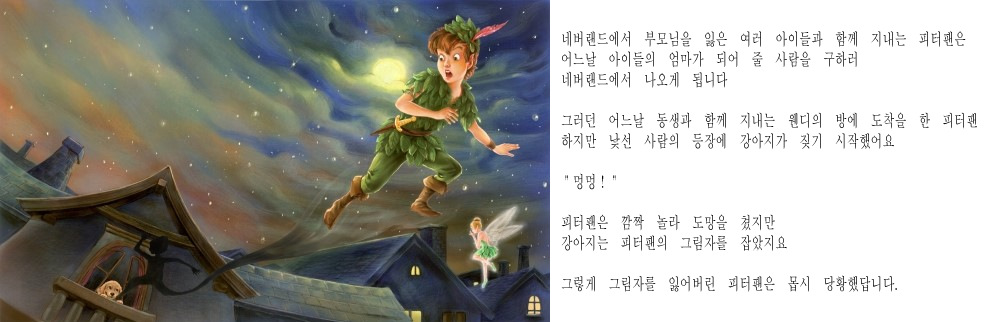 네버랜드에서 부모님을 잃은 여러 아이들과 함께 지내는 피터팬은
어느날 아이들의 엄마가 되어 줄 사람을 구하러
네버랜드에서 나오게 됩니다
그러던 어느날 동생과 함께 지내는 웬디의 방에 도착을 한 피터팬
하지만 낯선 사람의 등장에 강아지가 짖기 시작했어요
" 멍멍 ! "
피터팬은 깜짝 놀라 도망을 쳤지만
강아지는 피터팬의 그림자를 잡았지요
그렇게 그림자를 잃어버린 피터팬은 몹시 당황했답니다.